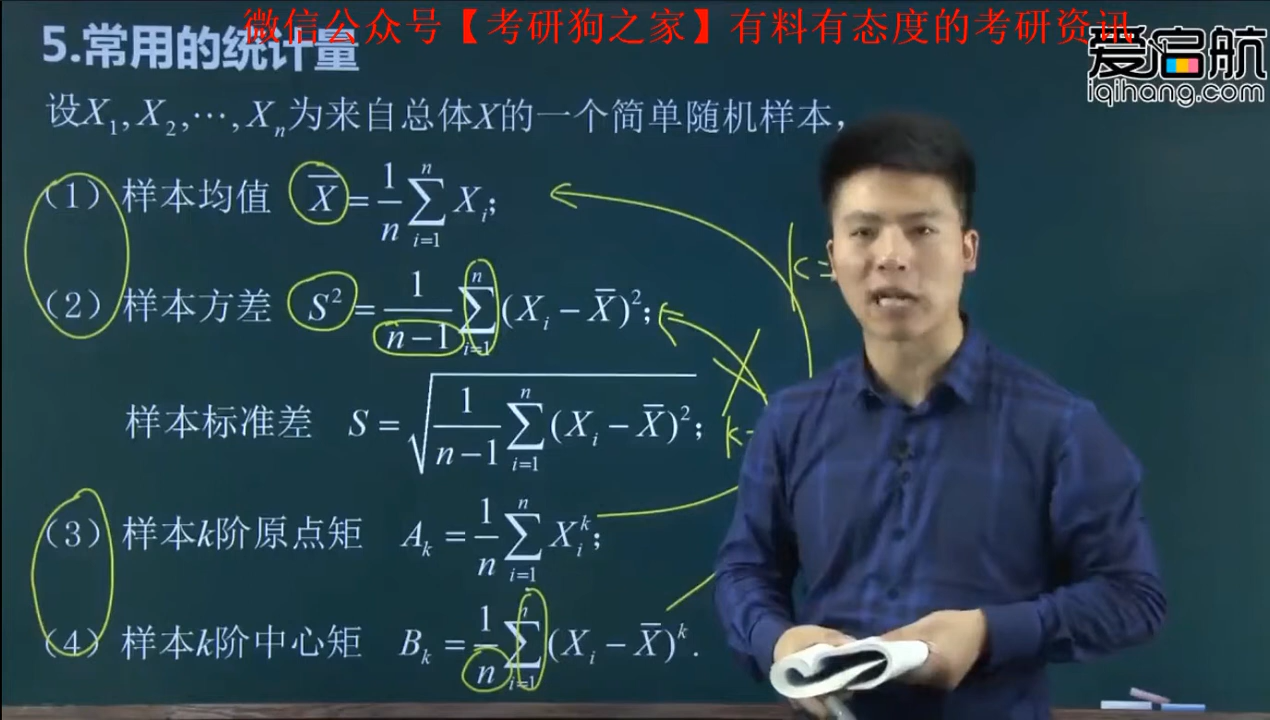 微信公众号【考研狗之家】有料有态度的考研资讯
5.常用的统计量
爱启航
iqihang.com
设X₁,X₂,⋯,Xₙ为来自总体X的一个简单随机样本,
(1) 样本均值 X̄ = 1/n ∑ᵢ₌₁ⁿ Xᵢ;
k=
(2) 样本方差 S² = 1/(n−1) ∑ᵢ₌₁ⁿ (Xᵢ − X̄)²;
样本标准差 S = √(1/(n−1) ∑ᵢ₌₁ⁿ (Xᵢ − X̄)²);
(3) 样本k阶原点矩 Aₖ = 1/n ∑ᵢ₌₁ⁿ Xᵢᵏ;
(4) 样本k阶中心矩 Bₖ = 1/n ∑ᵢ₌₁ⁿ (Xᵢ − X̄)ᵏ.